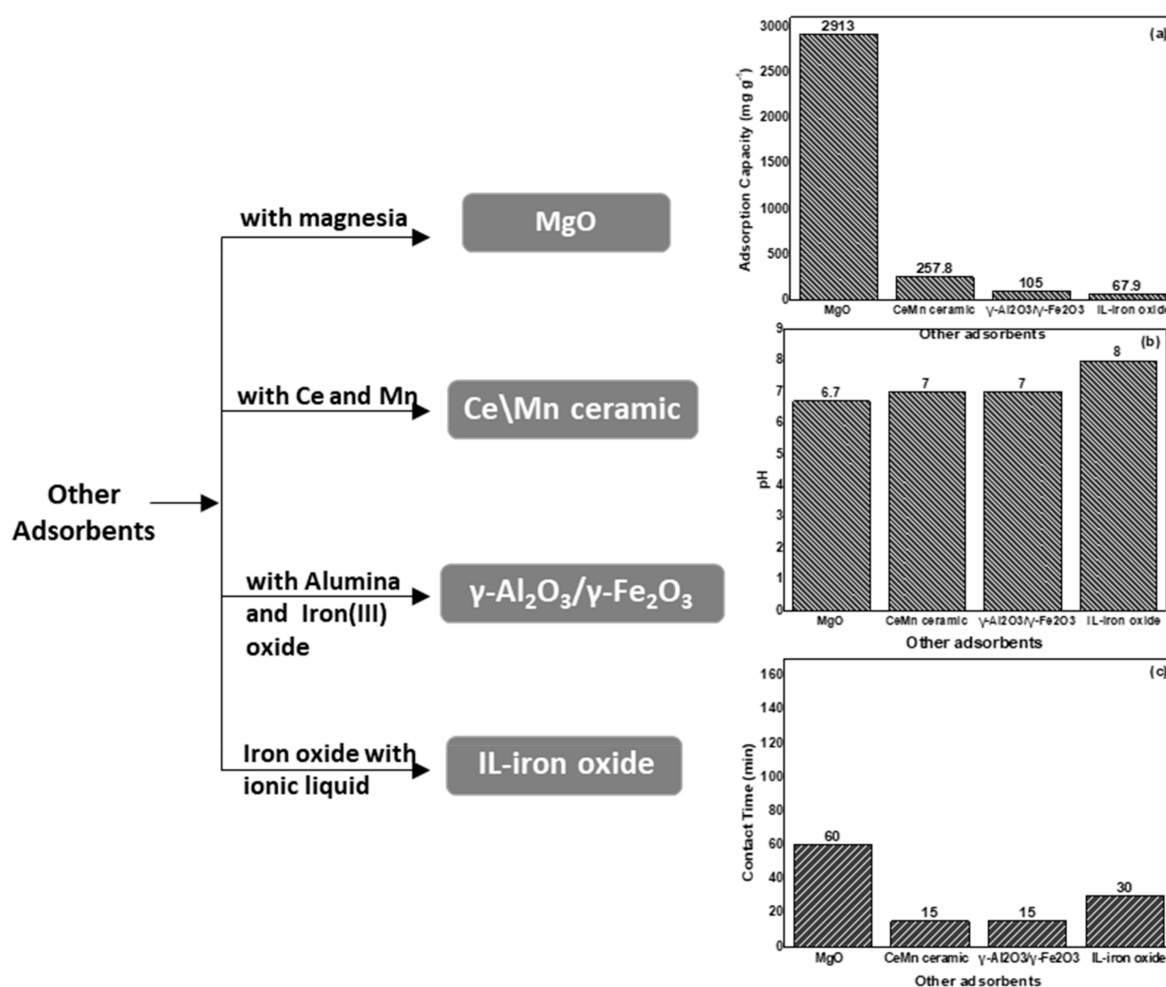 Other
Adsorbents
with magnesia
MgO
with Ce and Mn
Ce\Mn ceramic
with Alumina
and Iron(III)
oxide
γ-Al₂O₃/γ-Fe₂O₃
Iron oxide with
ionic liquid
IL-iron oxide
(a)
Adsorption Capacity (mg g⁻¹)
3000
2500
2000
1500
1000
500
0
2913
257.8
105
67.9
MgO CeMn ceramic γ-Al2O3/γ-Fe2O3 IL-iron oxide
Other adsorbents
(b)
pH
9
8
7
6
5
4
3
2
1
0
6.7
7
7
8
MgO CeMn ceramic γ-Al2O3/γ-Fe2O3 IL-iron oxide
Other adsorbents
(c)
Contact Time (min)
160
140
120
100
80
60
40
20
0
60
15
15
30
MgO CeMn ceramic γ-Al2O3/γ-Fe2O3 IL-iron oxide
Other adsorbents